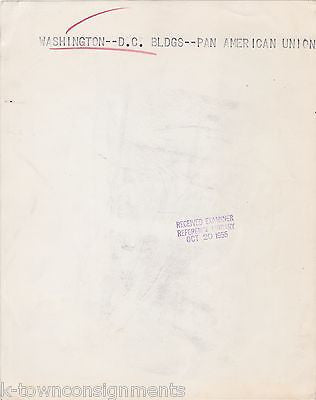 WASHINGTON--D.C. BLDGS--PAN AMERICAN UNION
RECEIVED EXAMINER
REFERENCE LIBRARY
OCT 20 1955
k-townconsignments